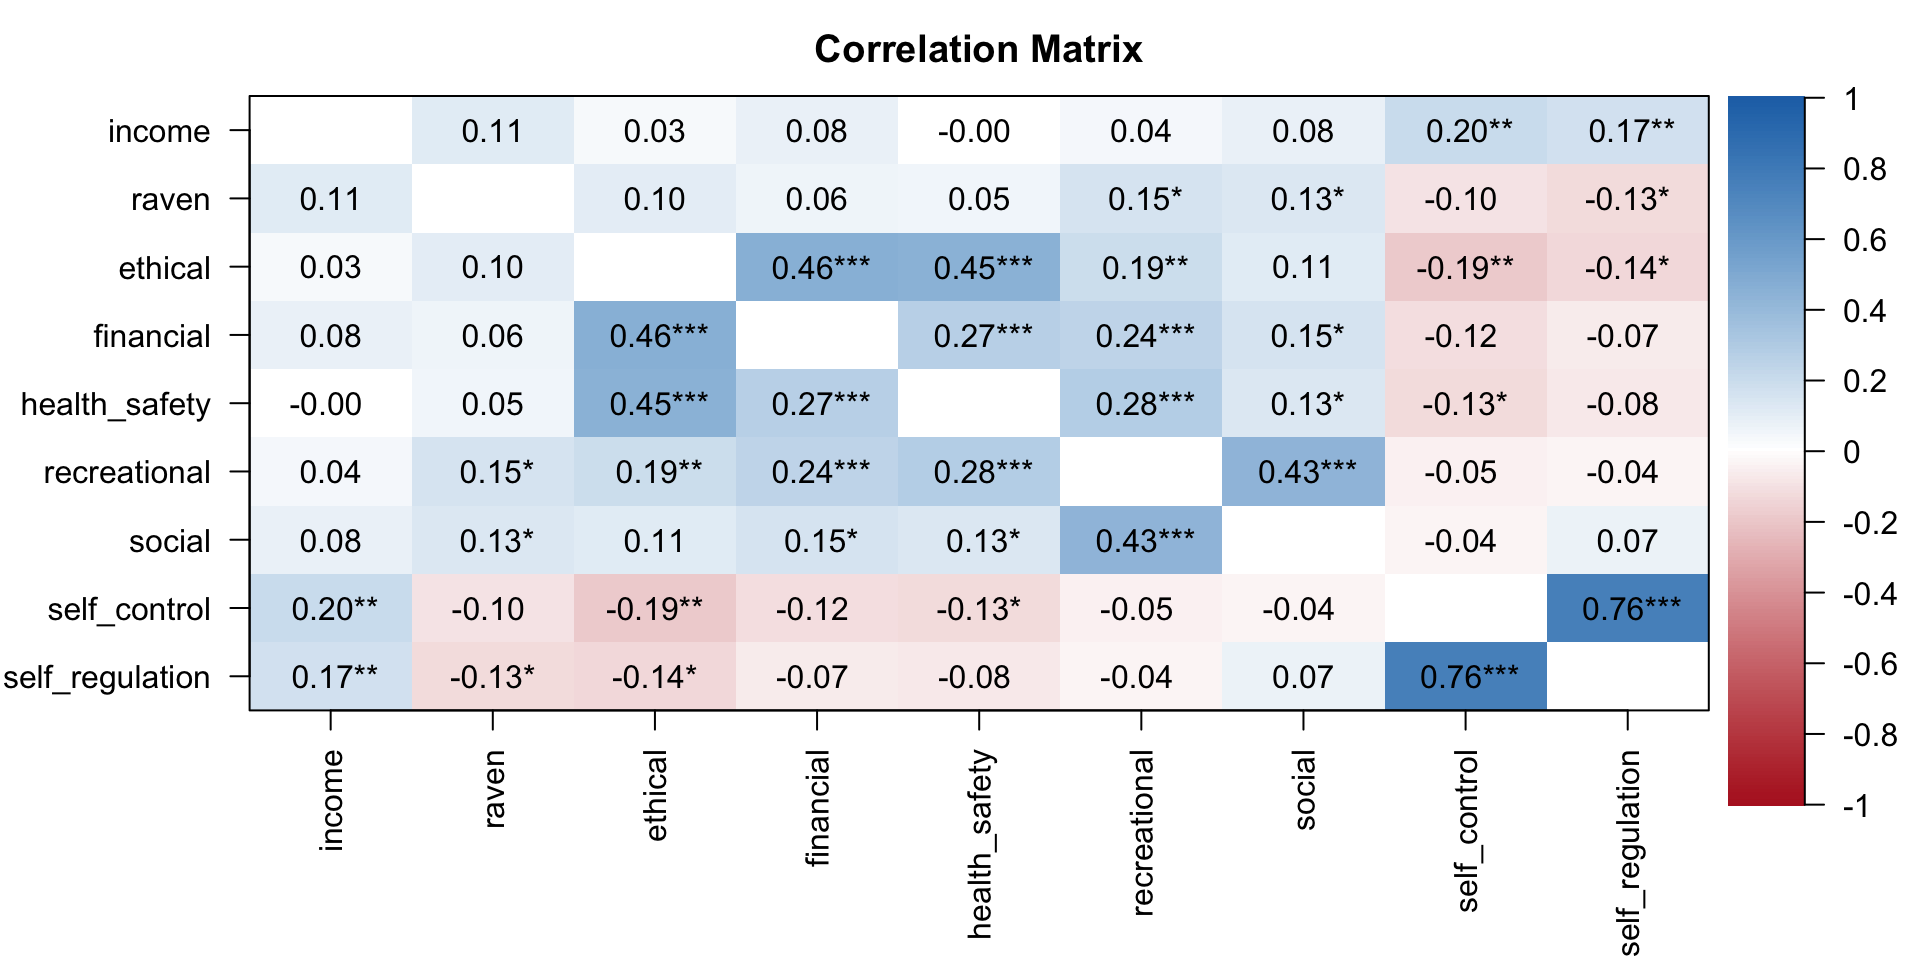 Correlation Matrix
income 0.11 0.03 0.08 -0.00 0.04 0.08 0.20** 0.17**
raven 0.11 0.10 0.06 0.05 0.15* 0.13* -0.10 -0.13*
ethical 0.03 0.10 0.46*** 0.45*** 0.19** 0.11 -0.19** -0.14*
financial 0.08 0.06 0.46*** 0.27*** 0.24*** 0.15* -0.12 -0.07
health_safety -0.00 0.05 0.45*** 0.27*** 0.28*** 0.13* -0.13* -0.08
recreational 0.04 0.15* 0.19** 0.24*** 0.28*** 0.43*** -0.05 -0.04
social 0.08 0.13* 0.11 0.15* 0.13* 0.43*** -0.04 0.07
self_control 0.20** -0.10 -0.19** -0.12 -0.13* -0.05 -0.04 0.76***
self_regulation 0.17** -0.13* -0.14* -0.07 -0.08 -0.04 0.07 0.76***
income
raven
ethical
financial
health_safety
recreational
social
self_control
self_regulation
1
0.8
0.6
0.4
0.2
0
-0.2
-0.4
-0.6
-0.8
-1